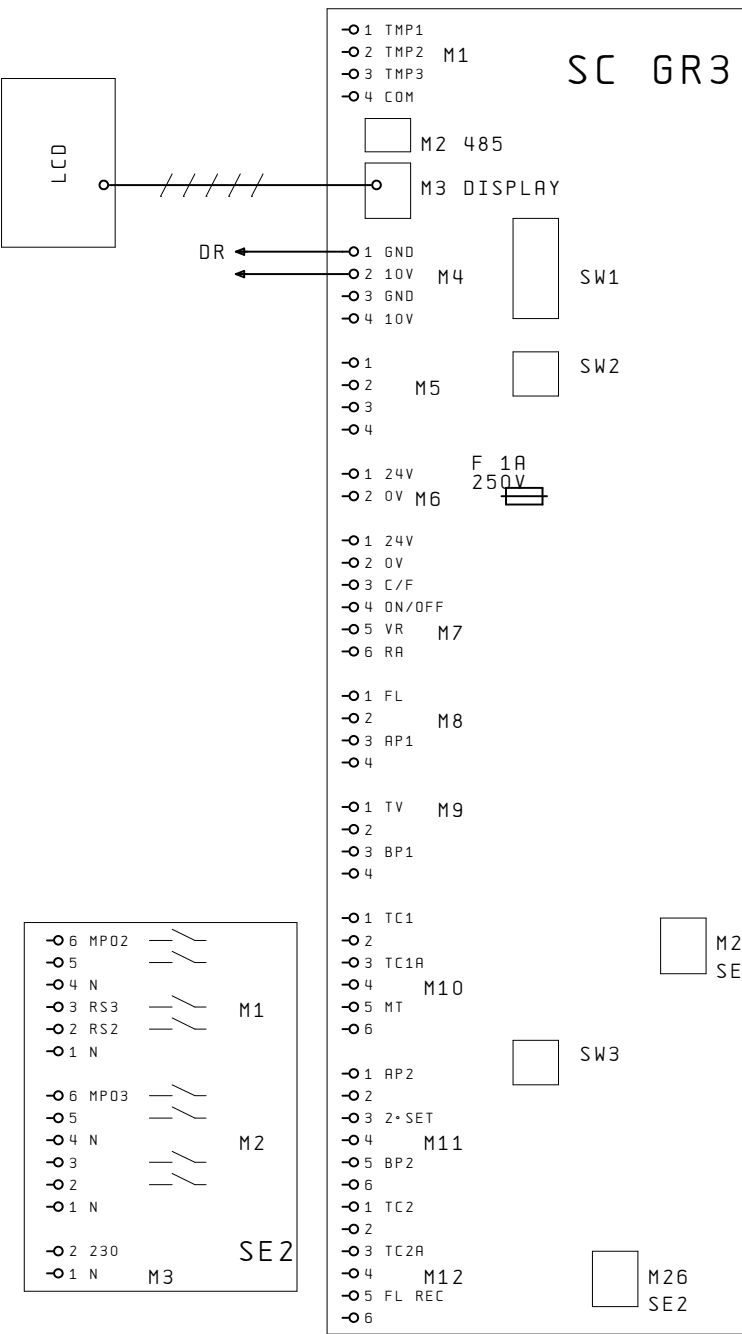 SC GR3
1 TMP1
2 TMP2
3 TMP3
4 COM
M1
M2 485
M3 DISPLAY
LCD
DR
1 GND
2 10V
3 GND
4 10V
M4
SW1
1
2
3
4
M5
SW2
1 24V
2 0V
M6
F 1A
250V
1 24V
2 0V
3 C/F
4 ON/OFF
5 VR
6 RA
M7
1 FL
2
3 AP1
4
M8
1 TV
2
3 BP1
4
M9
1 TC1
2
3 TC1A
4
5 MT
6
M10
M2
SE
SW3
1 AP2
2
3 2°SET
4
5 BP2
6
M11
1 TC2
2
3 TC2A
4
5 FL REC
6
M12
M26
SE2
6 MPO2
5
4 N
3 RS3
2 RS2
1 N
M1
6 MPO3
5
4 N
3
2
1 N
M2
2 230
1 N
M3
SE2